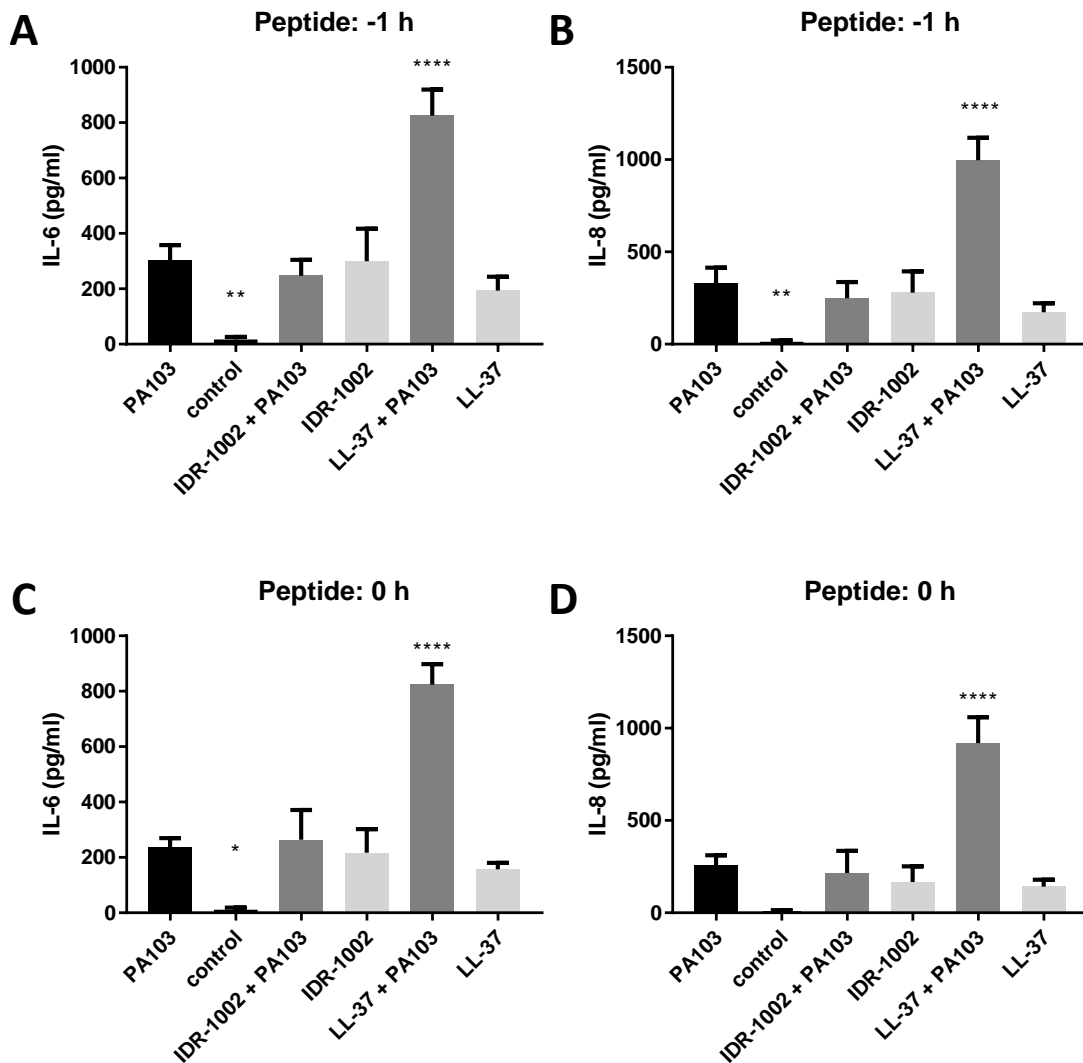 A
Peptide: -1 h
IL-6 (pg/ml)
1000
800
600
400
200
0
**
****
PA103
control
IDR-1002 + PA103
IDR-1002
LL-37 + PA103
LL-37
B
Peptide: -1 h
IL-8 (pg/ml)
1500
1000
500
0
**
****
PA103
control
IDR-1002 + PA103
IDR-1002
LL-37 + PA103
LL-37
C
Peptide: 0 h
IL-6 (pg/ml)
1000
800
600
400
200
0
*
****
PA103
control
IDR-1002 + PA103
IDR-1002
LL-37 + PA103
LL-37
D
Peptide: 0 h
IL-8 (pg/ml)
1500
1000
500
0
****
PA103
control
IDR-1002 + PA103
IDR-1002
LL-37 + PA103
LL-37